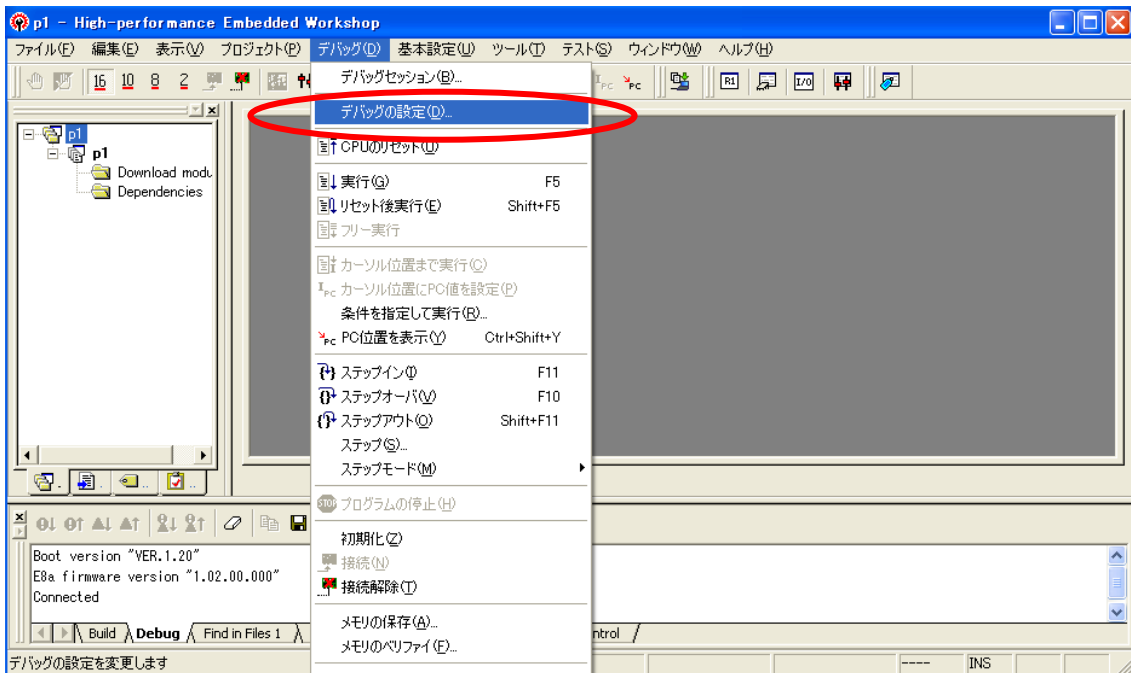 p1 - High-performance Embedded Workshop
ファイル(F) 編集(E) 表示(V) プロジェクト(P) デバッグ(D) 基本設定(U) ツール(T) テスト(S) ウィンドウ(W) ヘルプ(H)
16 10 8 2 IPC PC R1 I/O
デバッグセッション(B)...
デバッグの設定(D)...
CPUのリセット(U)
実行(G) F5
リセット後実行(E) Shift+F5
フリー実行
カーソル位置まで実行(C)
カーソル位置にPC値を設定(P)
条件を指定して実行(R)...
PC位置を表示(Y) Ctrl+Shift+Y
ステップイン(I) F11
ステップオーバ(V) F10
ステップアウト(O) Shift+F11
ステップ(S)...
ステップモード(M)
STOP プログラムの停止(H)
初期化(Z)
接続(N)
接続解除(T)
メモリの保存(A)...
メモリのベリファイ(F)...
p1
p1
Download modu
Dependencies
Boot version "VER.1.20"
E8a firmware version "1.02.00.000"
Connected
Build Debug Find in Files 1 ntrol
デバッグの設定を変更します ---- INS